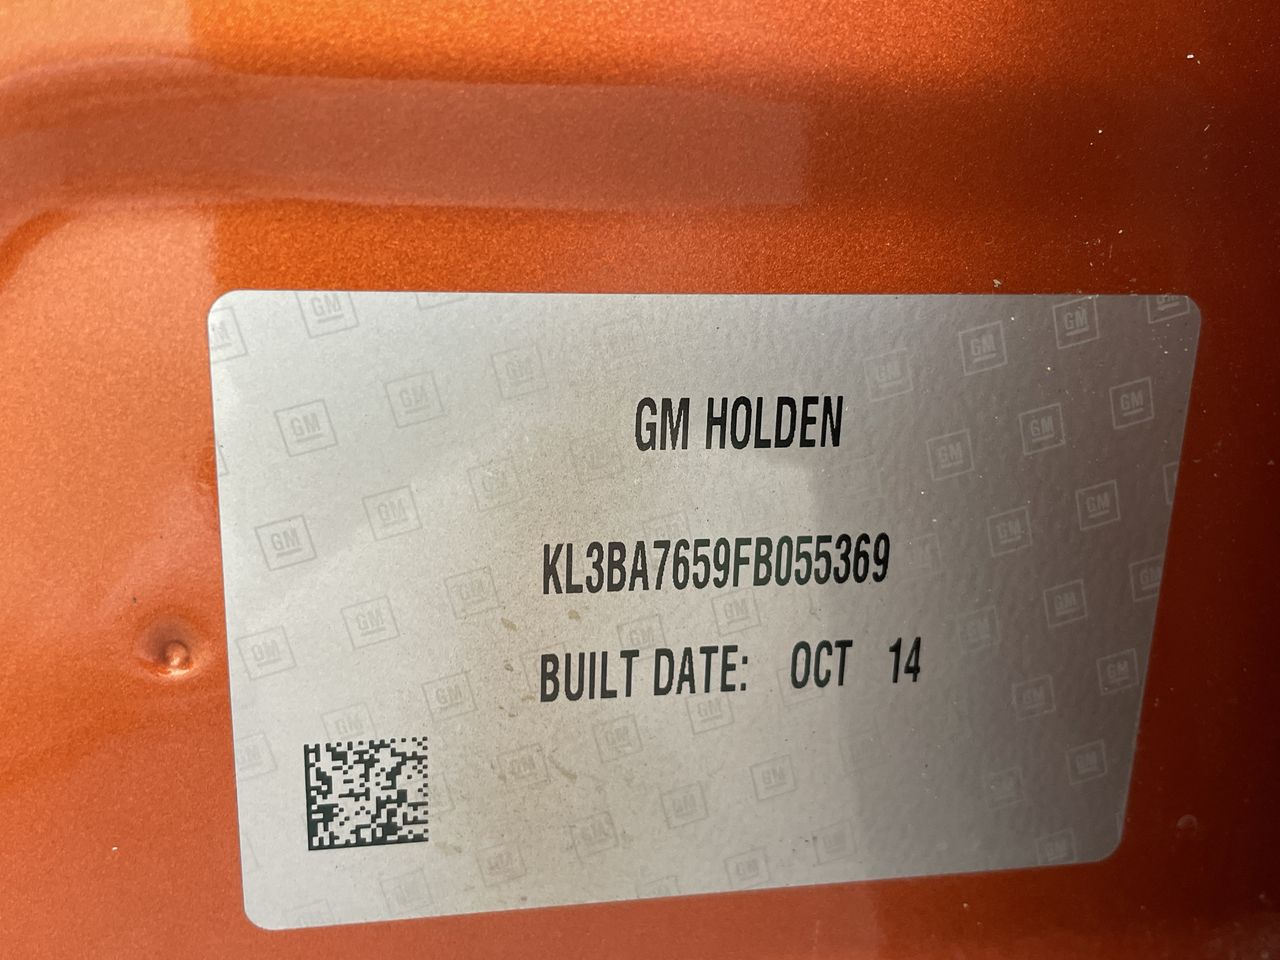 GM HOLDEN
KL3BA7659FB055369
BUILT DATE: OCT 14